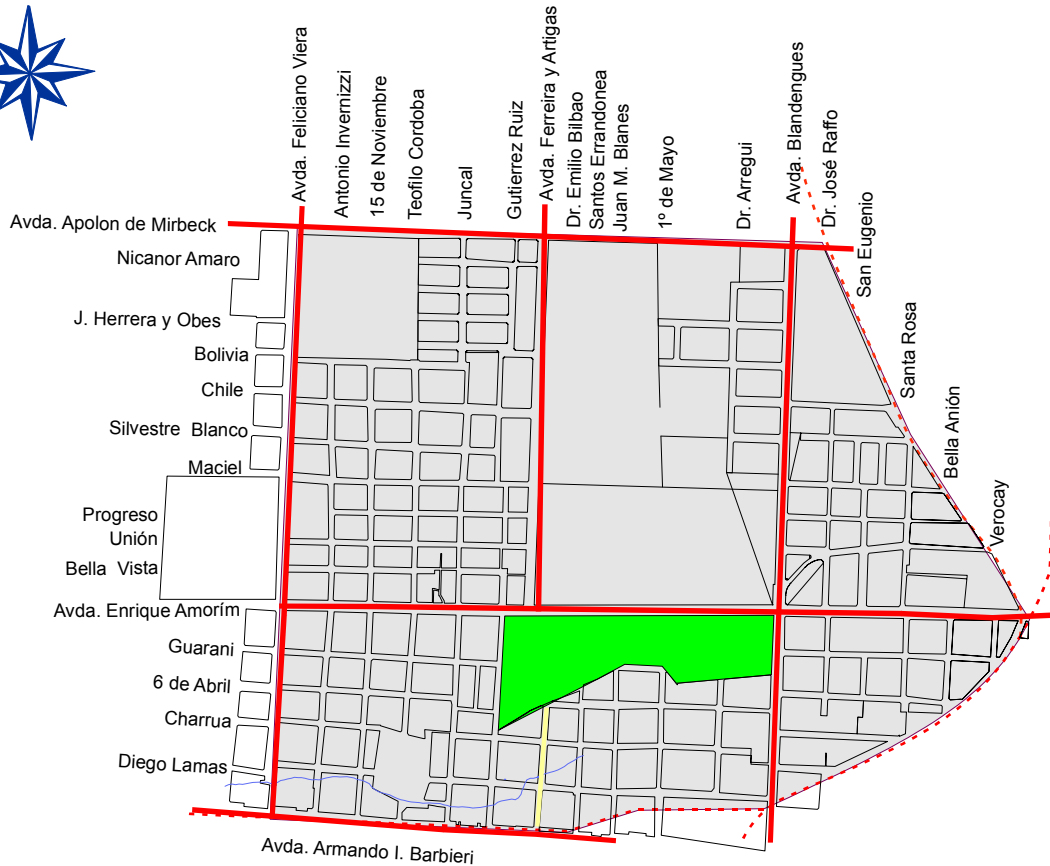 Avda. Feliciano Viera
Antonio Invernizzi
15 de Noviembre
Teofilo Cordoba
Juncal
Gutierrez Ruiz
Avda. Ferreira y Artigas
Dr. Emilio Bilbao
Santos Errandonea
Juan M. Blanes
1º de Mayo
Dr. Arregui
Avda. Blandengues
Dr. José Raffo
San Eugenio
Santa Rosa
Bella Anión
Verocay
Avda. Apolon de Mirbeck
Nicanor Amaro
J. Herrera y Obes
Bolivia
Chile
Silvestre Blanco
Maciel
Progreso
Unión
Bella Vista
Avda. Enrique Amorím
Guarani
6 de Abril
Charrua
Diego Lamas
Avda. Armando I. Barbieri